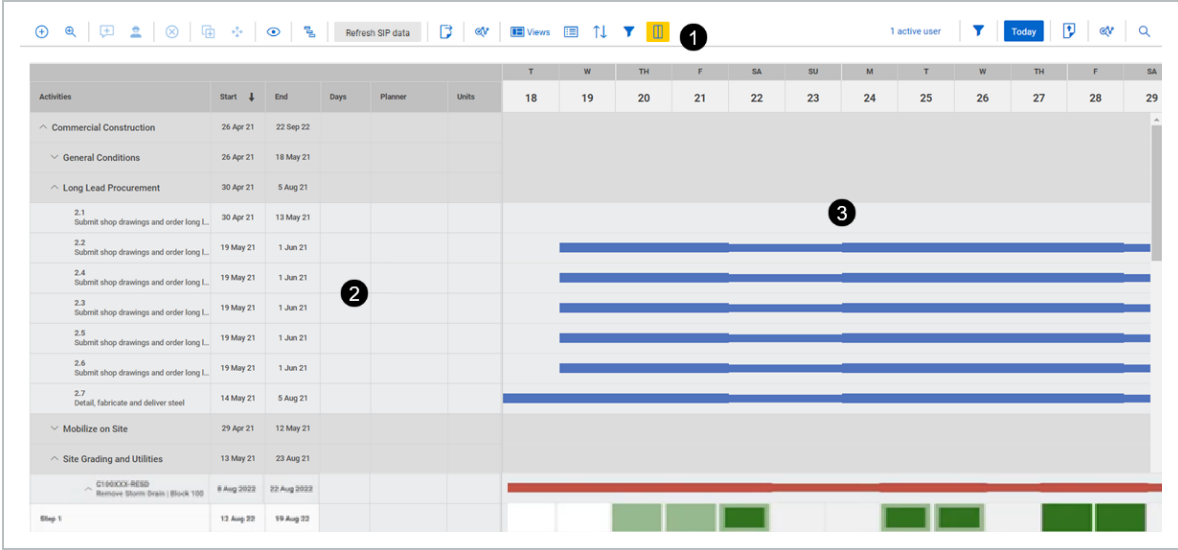 Refresh SIP data Views 1 1 active user Today
T W TH F SA SU M T W TH F SA
Activities Start End Days Planner Units 18 19 20 21 22 23 24 25 26 27 28 29
Commercial Construction 26 Apr 21 22 Sep 22
General Conditions 26 Apr 21 18 May 21
Long Lead Procurement 30 Apr 21 5 Aug 21
2.1
Submit shop drawings and order long l... 30 Apr 21 13 May 21 3
2.2
Submit shop drawings and order long l... 19 May 21 1 Jun 21
2.4
Submit shop drawings and order long l... 19 May 21 1 Jun 21
2
2.3
Submit shop drawings and order long l... 19 May 21 1 Jun 21
2.5
Submit shop drawings and order long l... 19 May 21 1 Jun 21
2.6
Submit shop drawings and order long l... 19 May 21 1 Jun 21
2.7
Detail, fabricate and deliver steel 14 May 21 5 Aug 21
Mobilize on Site 29 Apr 21 12 May 21
Site Grading and Utilities 13 May 21 23 Aug 21
C100XXX-RESD
Remove Storm Drain | Block 100 8 Aug 2022 22 Aug 2022
Step 1 12 Aug 22 19 Aug 22